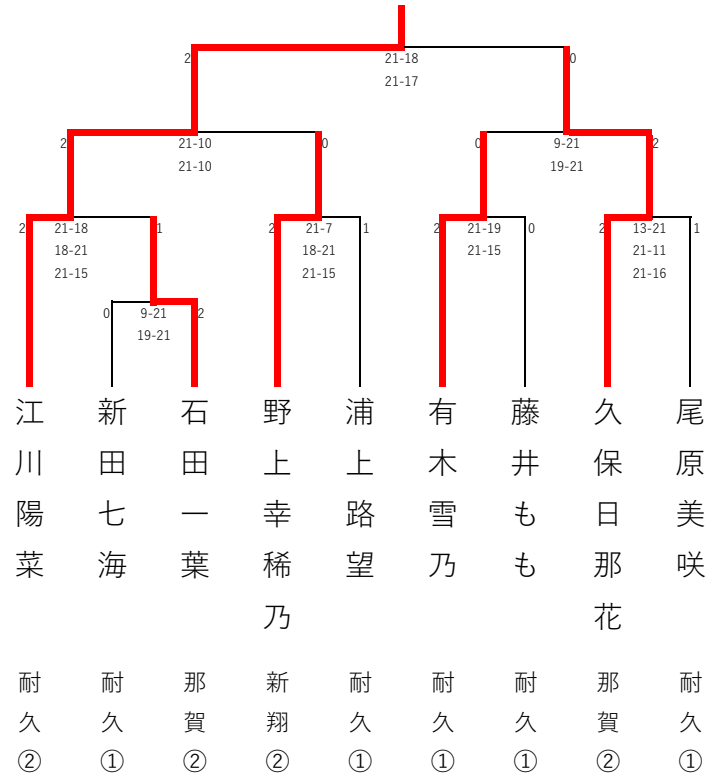 2 21-18 0
21-17
2 21-10 0
21-10
0 9-21 2
19-21
2 21-18 1
18-21
21-15
2 21-7 1
18-21
21-15
2 21-19 0
21-15
2 13-21 1
21-11
21-16
0 9-21 2
19-21
江川陽菜
耐久②
新田七海
耐久①
石田一葉
那賀②
野上幸稀乃
新翔②
浦上路望
耐久①
有木雪乃
耐久①
藤井もも
耐久①
久保日那花
那賀②
尾原美咲
耐久①